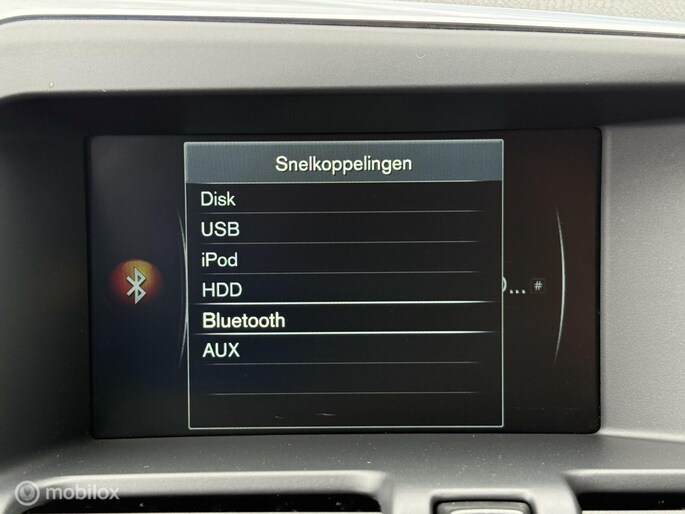 Snelkoppelingen
Disk
USB
iPod
HDD
Bluetooth
... #
AUX
mobilox